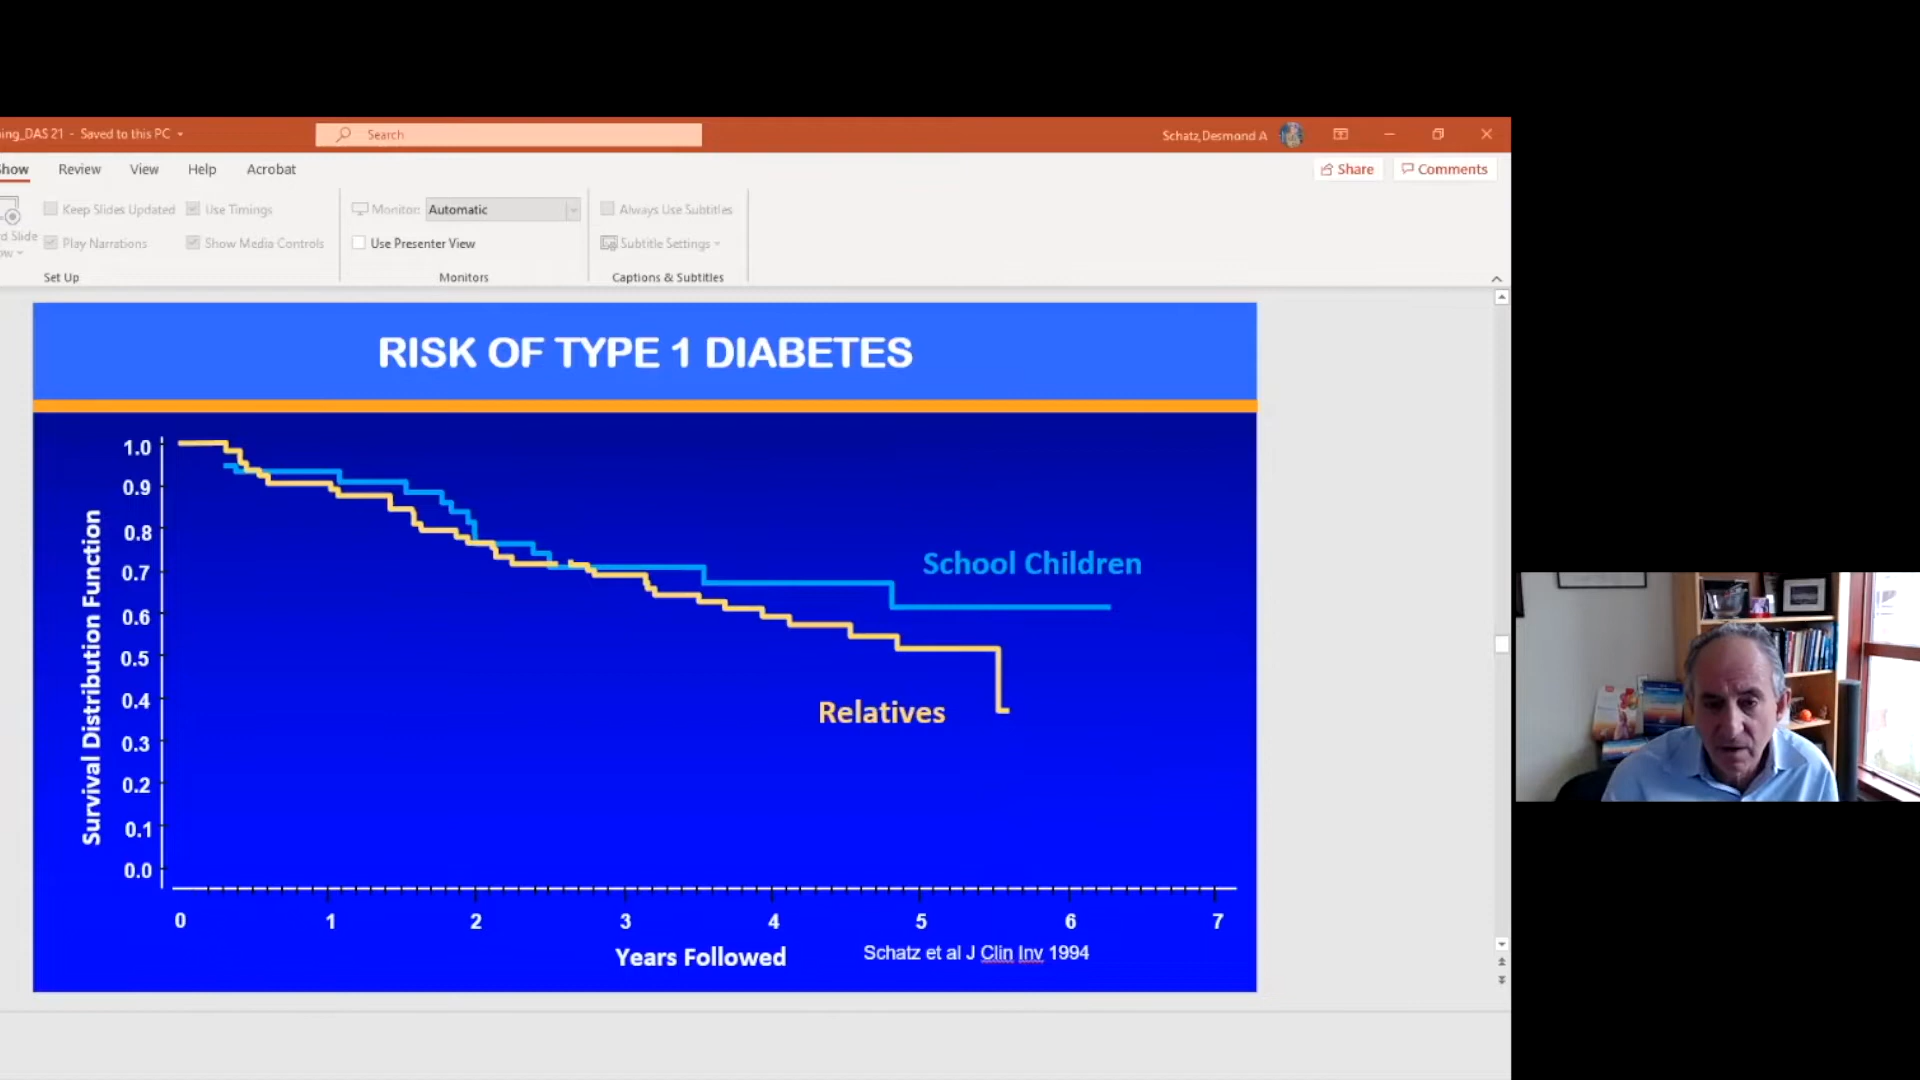 ing_DAS 21 - Saved to this PC
Search
Schatz,Desmond A
Show
Review
View
Help
Acrobat
Share
Comments
Keep Slides Updated
Use Timings
Monitor:
Automatic
Always Use Subtitles
d Slide
ow
Play Narrations
Show Media Controls
Use Presenter View
Subtitle Settings
Set Up
Monitors
Captions & Subtitles
RISK OF TYPE 1 DIABETES
Survival Distribution Function
1.0
0.9
0.8
0.7
0.6
0.5
0.4
0.3
0.2
0.1
0.0
School Children
Relatives
0 1 2 3 4 5 6 7
Years Followed
Schatz et al J Clin Inv 1994